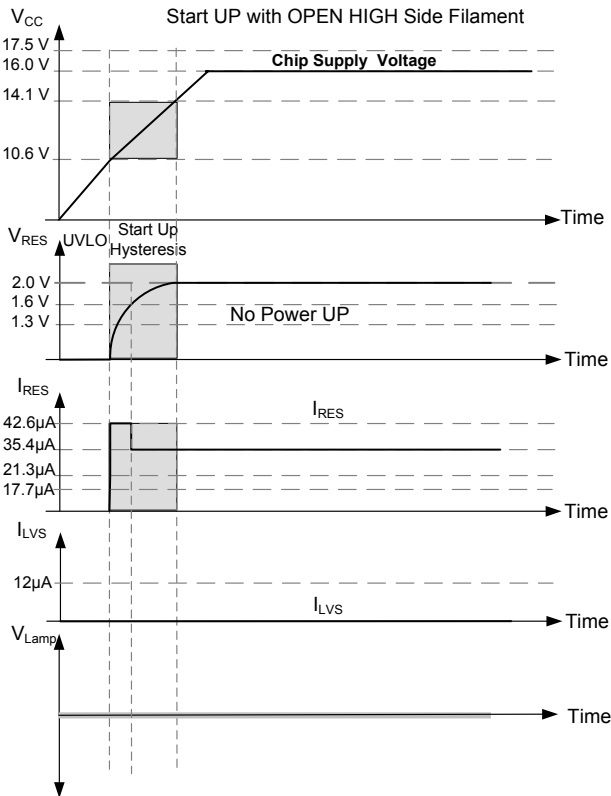 Start UP with OPEN HIGH Side Filament
VCC
17.5 V
16.0 V
Chip Supply Voltage
14.1 V
10.6 V
Time
VRES
UVLO
Start Up
Hysteresis
2.0 V
1.6 V
1.3 V
No Power UP
Time
IRES
IRES
42.6µA
35.4µA
21.3µA
17.7µA
Time
ILVS
12µA
ILVS
Time
VLamp
Time